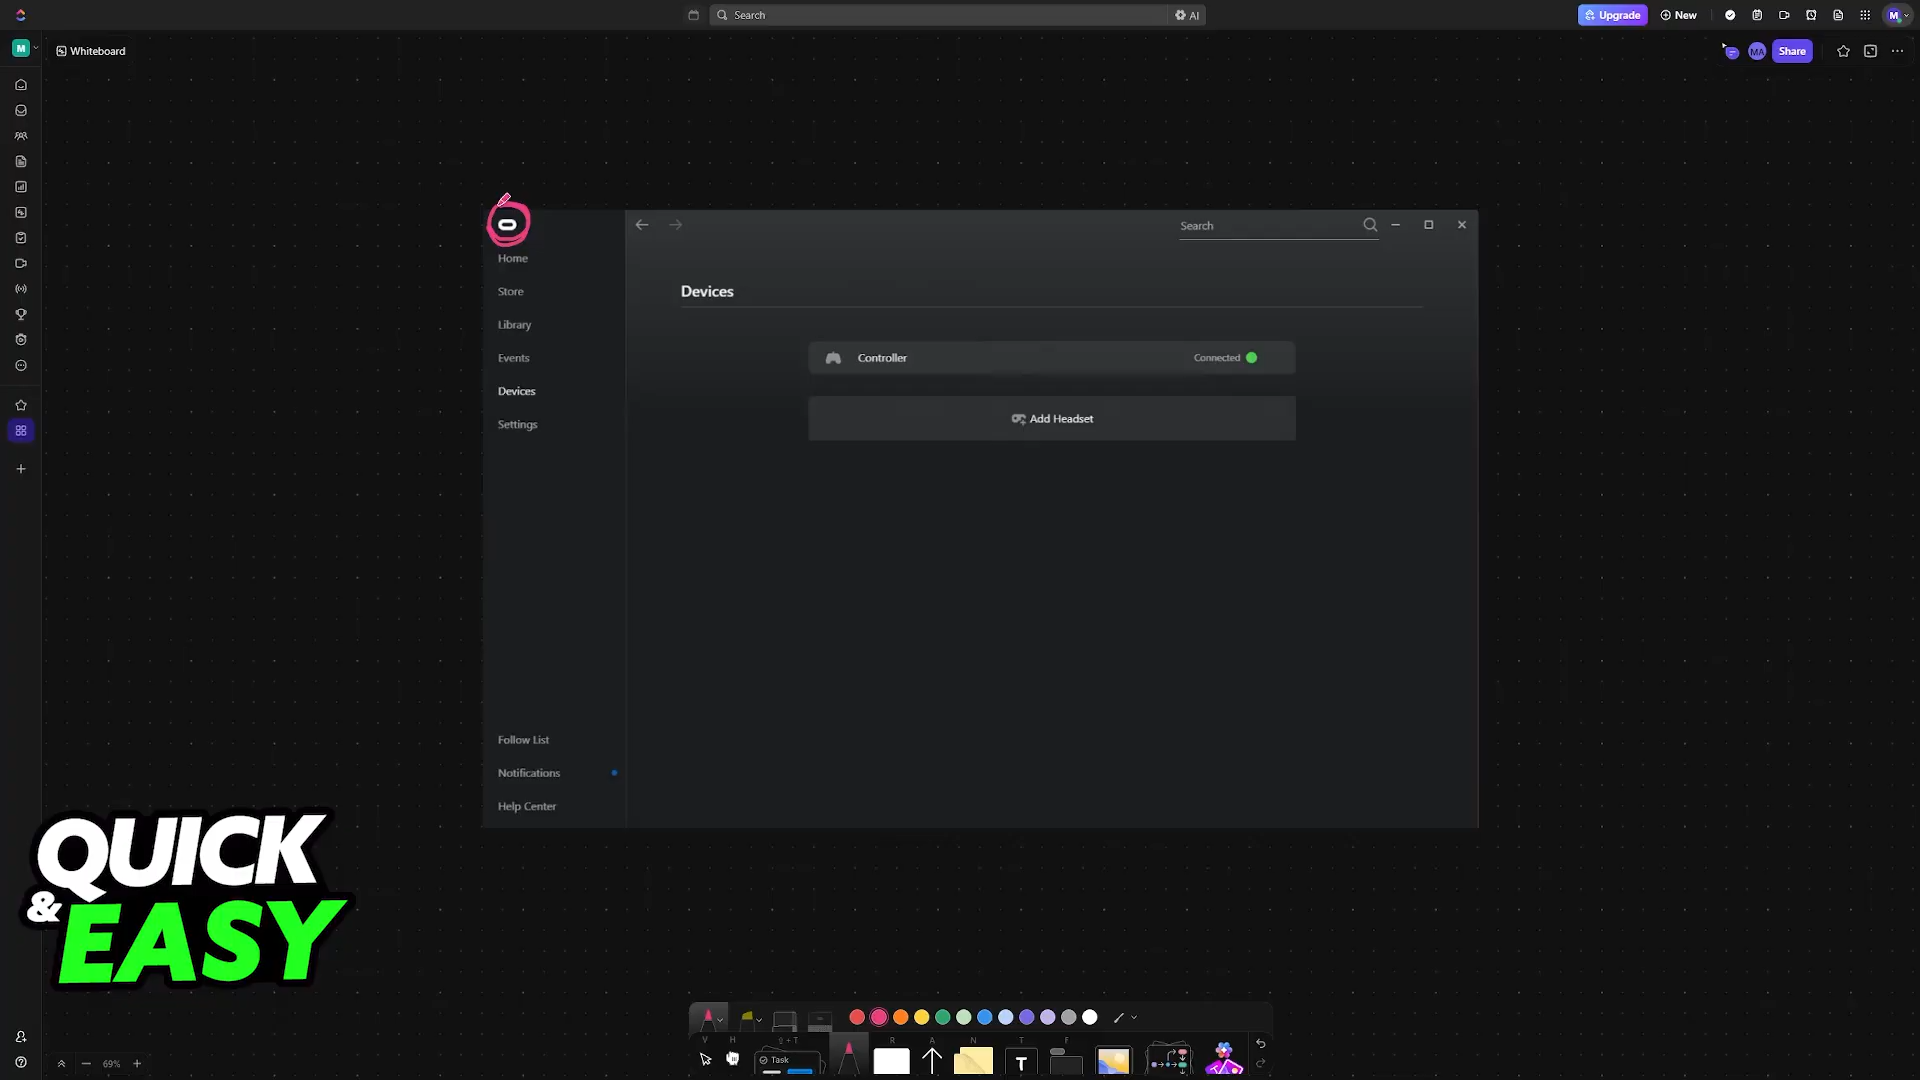 Search
AI
Upgrade
New
M
M
Whiteboard
MA
Share
Search
Home
Store
Library
Events
Devices
Settings
Devices
Controller
Connected
Add Headset
Follow List
Notifications
Help Center
QUICK
&EASY
V
H
⇧ + T
R
A
N
T
F
Task
T
69%